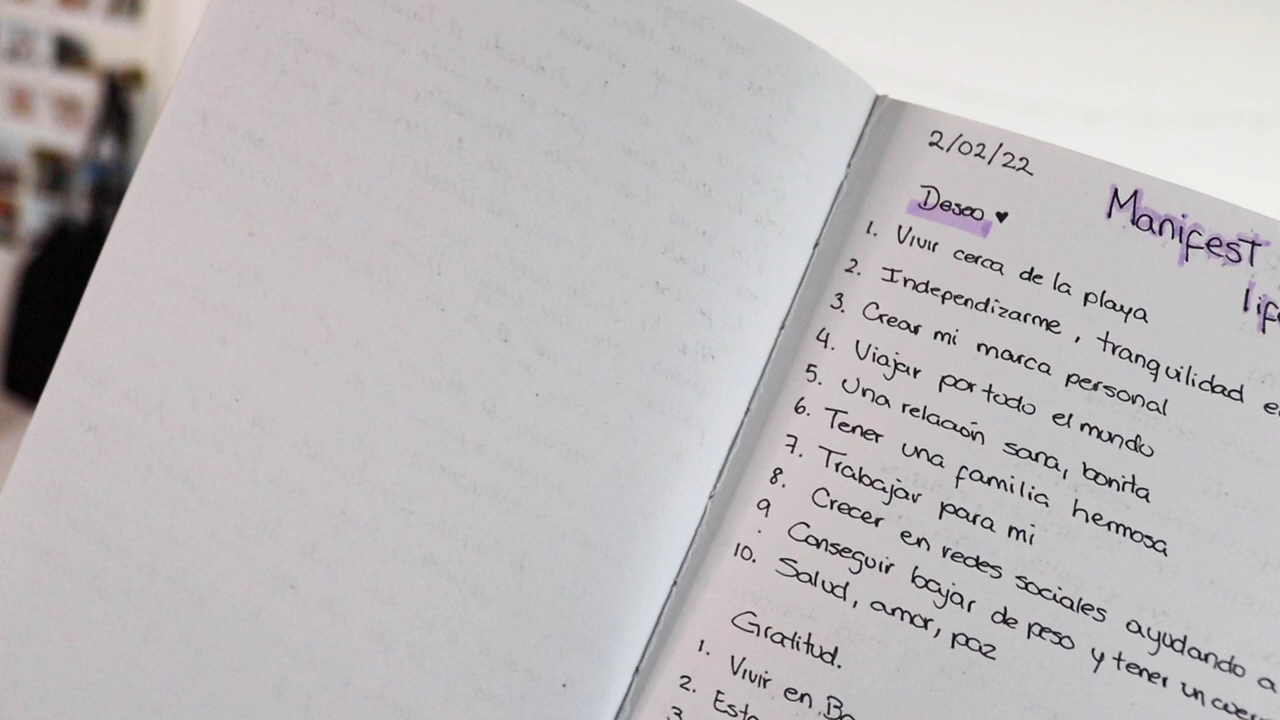 2/02/22
Manifest
Deseo ♥
1. Vivir cerca de la playa
2. Independizarme, tranquilidad
3. Crear mi marca personal
4. Viajar por todo el mundo
5. Una relación sana, bonita
6. Tener una familia hermosa
7. Trabajar para mi
8. Crecer en redes sociales ayudando a
9. Conseguir bajar de peso y tener un
10. Salud, amor, paz
Gratitud.
1. Vivir en
2.
3.